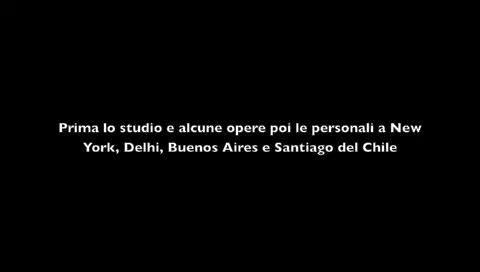 Prima lo studio e alcune opere poi le personali a New
York, Delhi, Buenos Aires e Santiago del Chile